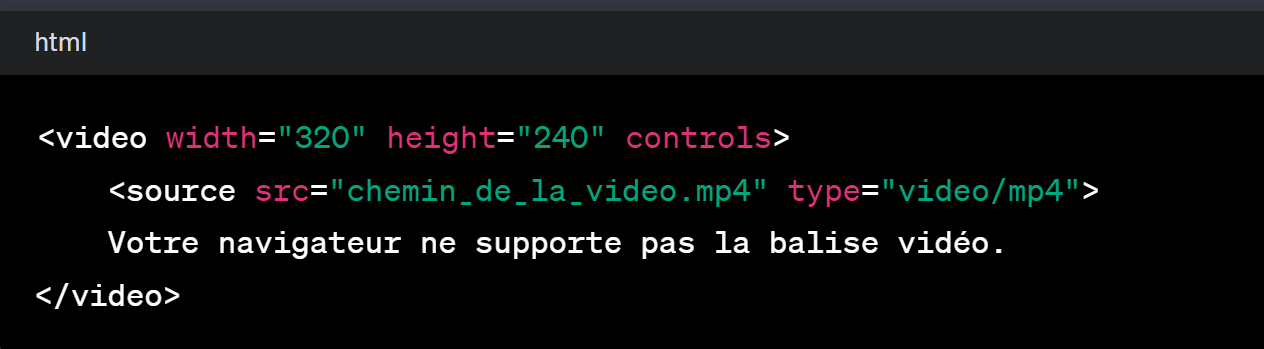 html
<video width="320" height="240" controls>
<source src="chemin_de_la_video.mp4" type="video/mp4">
Votre navigateur ne supporte pas la balise vidéo.
</video>